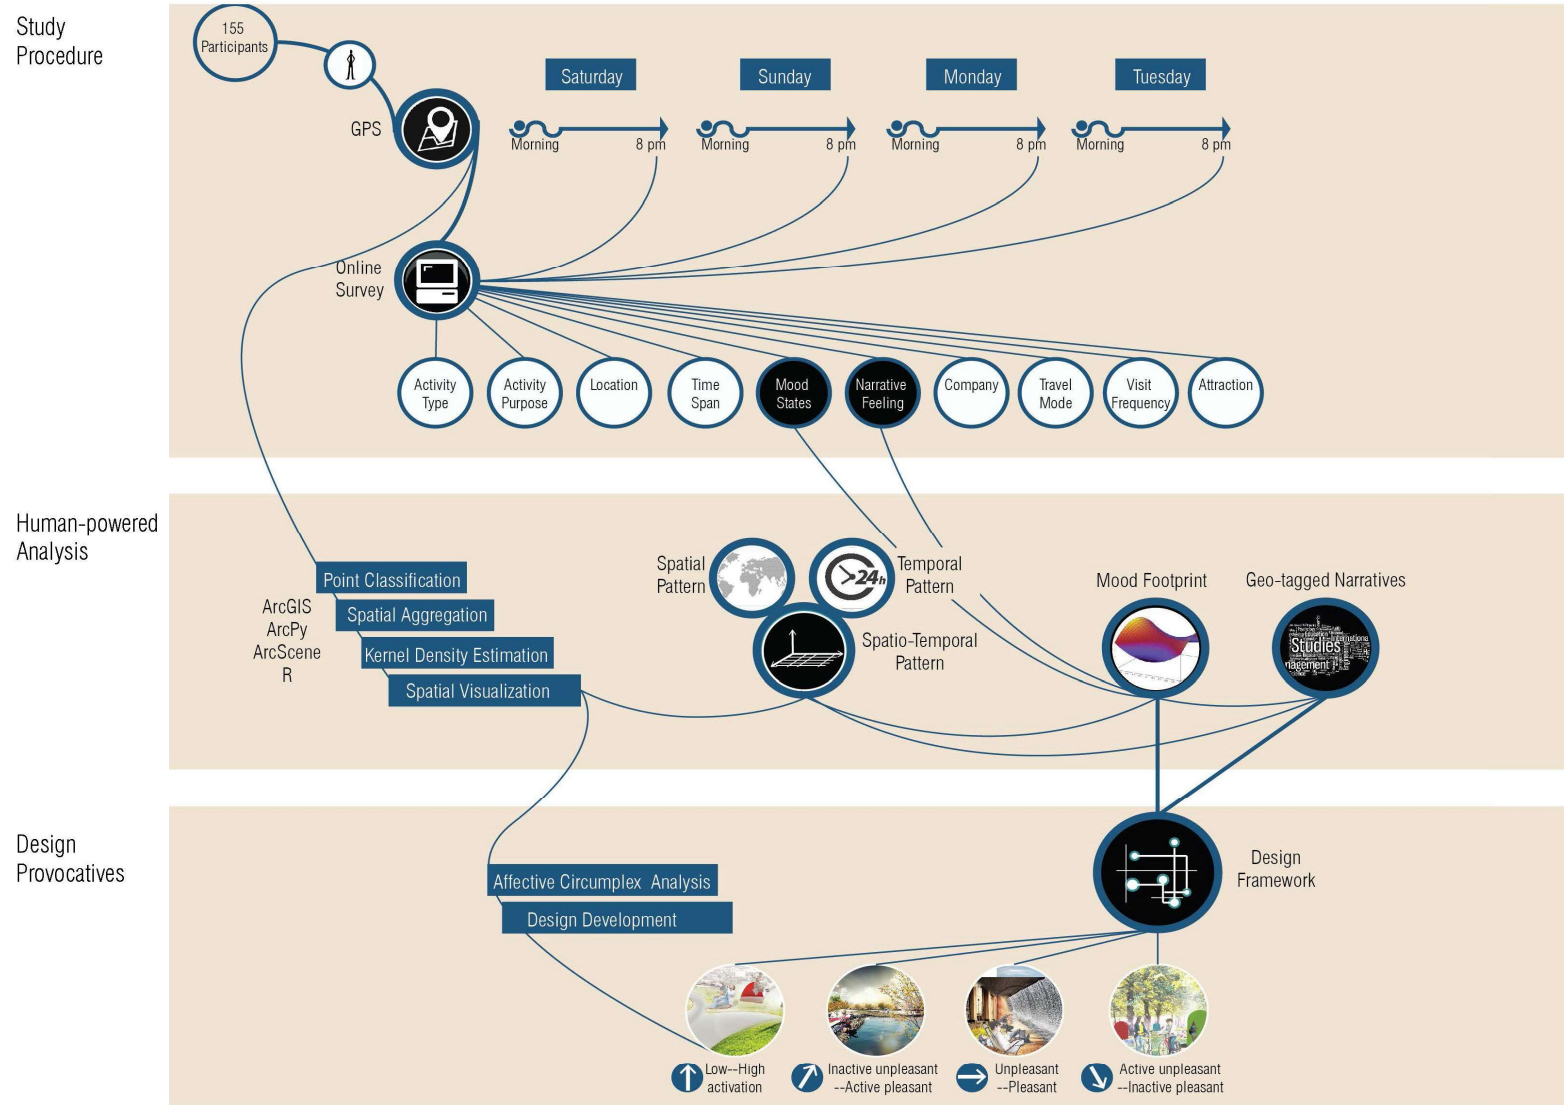 Study
Procedure
155
Participants
GPS
Saturday
Sunday
Monday
Tuesday
Morning
8 pm
Morning
8 pm
Morning
8 pm
Morning
8 pm
Online
Survey
Activity
Type
Activity
Purpose
Location
Time
Span
Mood
States
Narrative
Feeling
Company
Travel
Mode
Visit
Frequency
Attraction
Human-powered
Analysis
Point Classification
Spatial Aggregation
Kernel Density Estimation
Spatial Visualization
ArcGIS
ArcPy
ArcScene
R
Spatial
Pattern
24h
Temporal
Pattern
Spatio-Temporal
Pattern
Mood Footprint
Geo-tagged Narratives
Education
Internationa
Studies
nagement
Design
Provocatives
Affective Circumplex Analysis
Design Development
Design
Framework
Low--High
activation
Inactive unpleasant
--Active pleasant
Unpleasant
--Pleasant
Active unpleasant
--Inactive pleasant